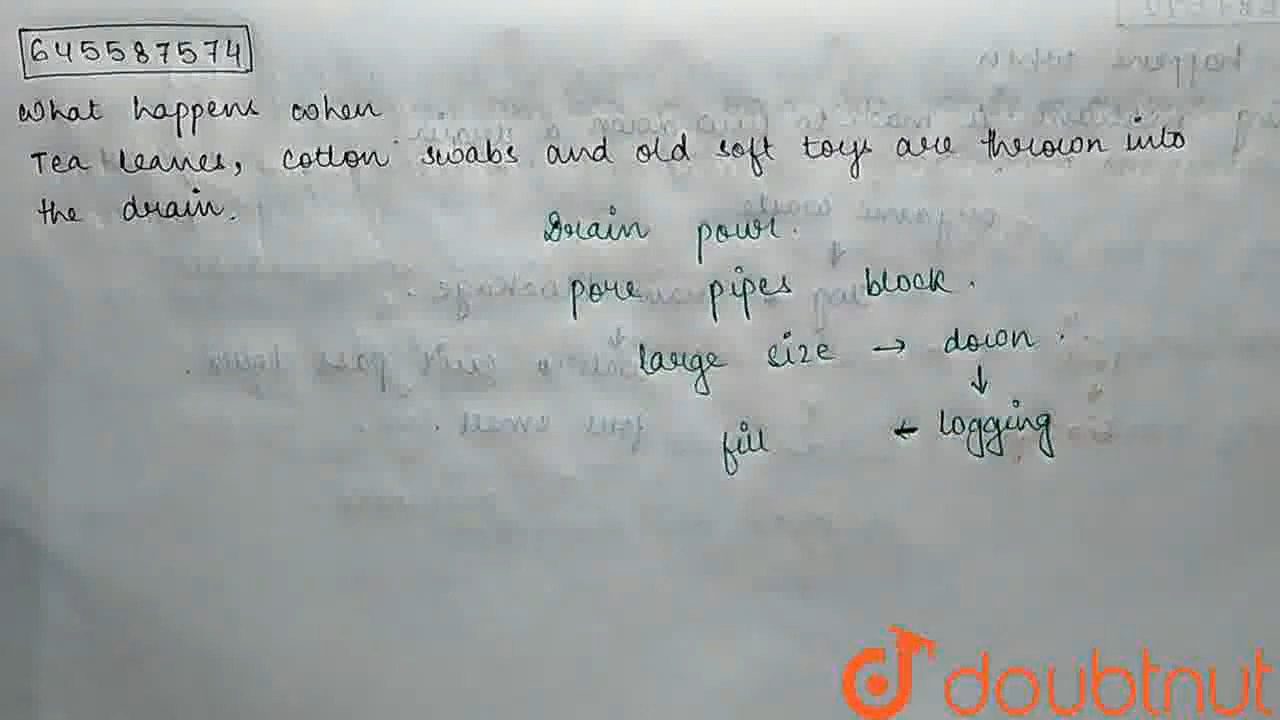 645587574
What happens when
Tea leaves, cotton swabs and old soft toys are thrown into
the drain.
Drain pour.
pore pipes block.
large size → down.
↓
fill ← logging
doubtnut